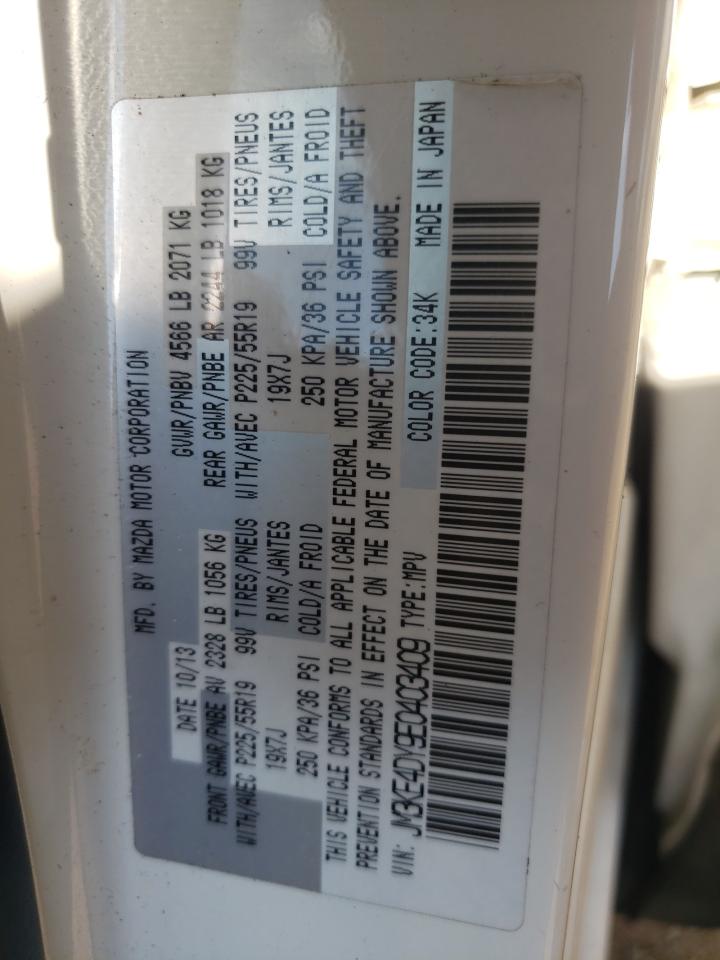 MFD. BY MAZDA MOTOR CORPORATION
DATE 10/13 GVWR/PNBV 4566 LB 2071 KG
FRONT GAWR/PNBE AV 2328 LB 1056 KG REAR GAWR/PNBE AR 2244 LB 1018 KG
WITH/AVEC P225/55R19 99V TIRES/PNEUS WITH/AVEC P225/55R19 99V TIRES/PNEUS
19X7J RIMS/JANTES 19X7J RIMS/JANTES
250 KPA/36 PSI COLD/A FROID 250 KPA/36 PSI COLD/A FROID
THIS VEHICLE CONFORMS TO ALL APPLICABLE FEDERAL MOTOR VEHICLE SAFETY AND THEFT
PREVENTION STANDARDS IN EFFECT ON THE DATE OF MANUFACTURE SHOWN ABOVE.
VIN: JM3KE4DY9E0403409 TYPE:MPV COLOR CODE:34K MADE IN JAPAN